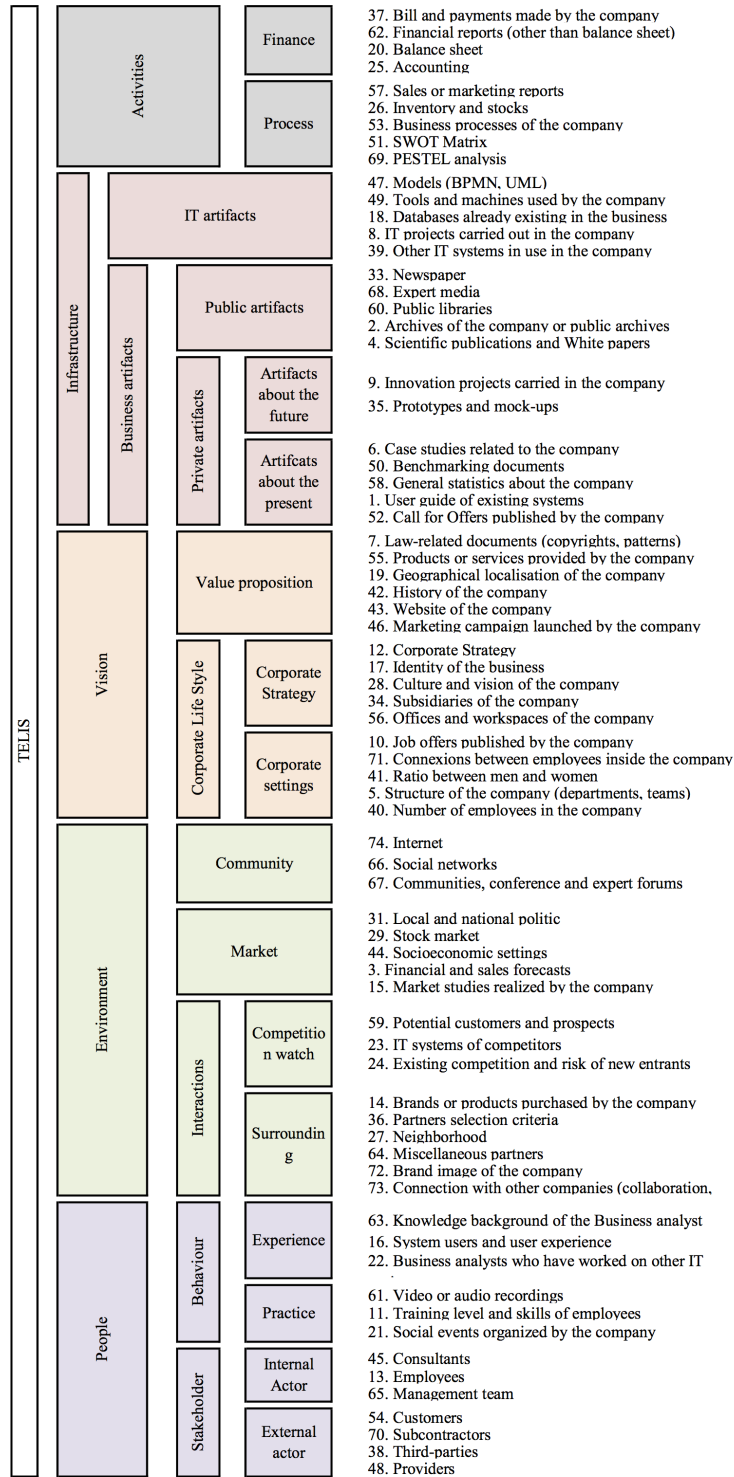 TELIS
Activities
Finance
37. Bill and payments made by the company
62. Financial reports (other than balance sheet)
20. Balance sheet
25. Accounting
Process
57. Sales or marketing reports
26. Inventory and stocks
53. Business processes of the company
51. SWOT Matrix
69. PESTEL analysis
Infrastructure
IT artifacts
47. Models (BPMN, UML)
49. Tools and machines used by the company
18. Databases already existing in the business
8. IT projects carried out in the company
39. Other IT systems in use in the company
Business artifacts
Public artifacts
33. Newspaper
68. Expert media
60. Public libraries
2. Archives of the company or public archives
4. Scientific publications and White papers
Private artifacts
Artifacts
about the
future
9. Innovation projects carried in the company
35. Prototypes and mock-ups
Artifcats
about the
present
6. Case studies related to the company
50. Benchmarking documents
58. General statistics about the company
1. User guide of existing systems
52. Call for Offers published by the company
Vision
Value proposition
7. Law-related documents (copyrights, patterns)
55. Products or services provided by the company
19. Geographical localisation of the company
42. History of the company
43. Website of the company
46. Marketing campaign launched by the company
Corporate Life Style
Corporate
Strategy
12. Corporate Strategy
17. Identity of the business
28. Culture and vision of the company
34. Subsidiaries of the company
56. Offices and workspaces of the company
Corporate
settings
10. Job offers published by the company
71. Connexions between employees inside the company
41. Ratio between men and women
5. Structure of the company (departments, teams)
40. Number of employees in the company
Environment
Community
74. Internet
66. Social networks
67. Communities, conference and expert forums
Market
31. Local and national politic
29. Stock market
44. Socioeconomic settings
3. Financial and sales forecasts
15. Market studies realized by the company
Interactions
Competitio
n watch
59. Potential customers and prospects
23. IT systems of competitors
24. Existing competition and risk of new entrants
Surroundin
g
14. Brands or products purchased by the company
36. Partners selection criteria
27. Neighborhood
64. Miscellaneous partners
72. Brand image of the company
73. Connection with other companies (collaboration,
People
Behaviour
Experience
63. Knowledge background of the Business analyst
16. System users and user experience
22. Business analysts who have worked on other IT
Practice
61. Video or audio recordings
11. Training level and skills of employees
21. Social events organized by the company
Stakeholder
Internal
Actor
45. Consultants
13. Employees
65. Management team
External
actor
54. Customers
70. Subcontractors
38. Third-parties
48. Providers